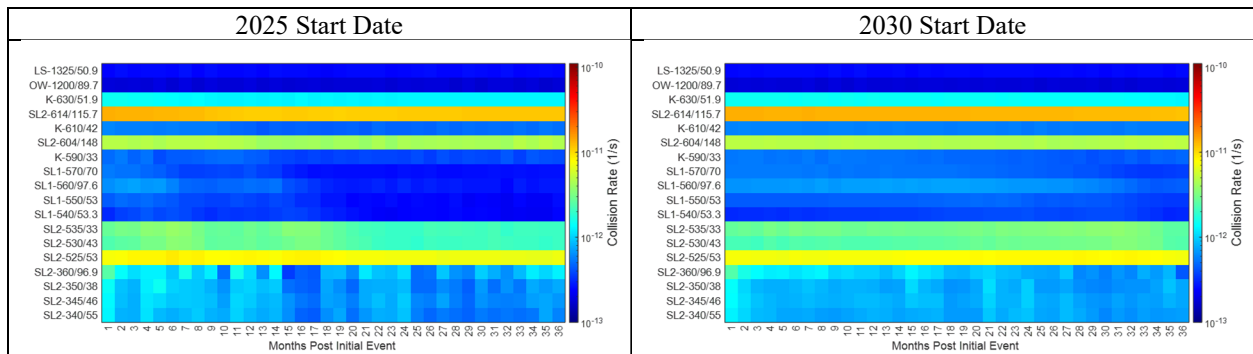 2025 Start Date
2030 Start Date
LS-1325/50.9
OW-1200/89.7
K-630/51.9
SL2-614/115.7
K-610/42
SL2-604/148
K-590/33
SL1-570/70
SL1-560/97.6
SL1-550/53
SL1-540/53.3
SL2-535/33
SL2-530/43
SL2-525/53
SL2-360/96.9
SL2-350/38
SL2-345/46
SL2-340/55
1 2 3 4 5 6 7 8 9 10 11 12 13 14 15 16 17 18 19 20 21 22 23 24 25 26 27 28 29 30 31 32 33 34 35 36
Months Post Initial Event
10^-10
10^-11
10^-12
10^-13
Collision Rate (1/s)
LS-1325/50.9
OW-1200/89.7
K-630/51.9
SL2-614/115.7
K-610/42
SL2-604/148
K-590/33
SL1-570/70
SL1-560/97.6
SL1-550/53
SL1-540/53.3
SL2-535/33
SL2-530/43
SL2-525/53
SL2-360/96.9
SL2-350/38
SL2-345/46
SL2-340/55
1 2 3 4 5 6 7 8 9 10 11 12 13 14 15 16 17 18 19 20 21 22 23 24 25 26 27 28 29 30 31 32 33 34 35 36
Months Post Initial Event
10^-10
10^-11
10^-12
10^-13
Collision Rate (1/s)